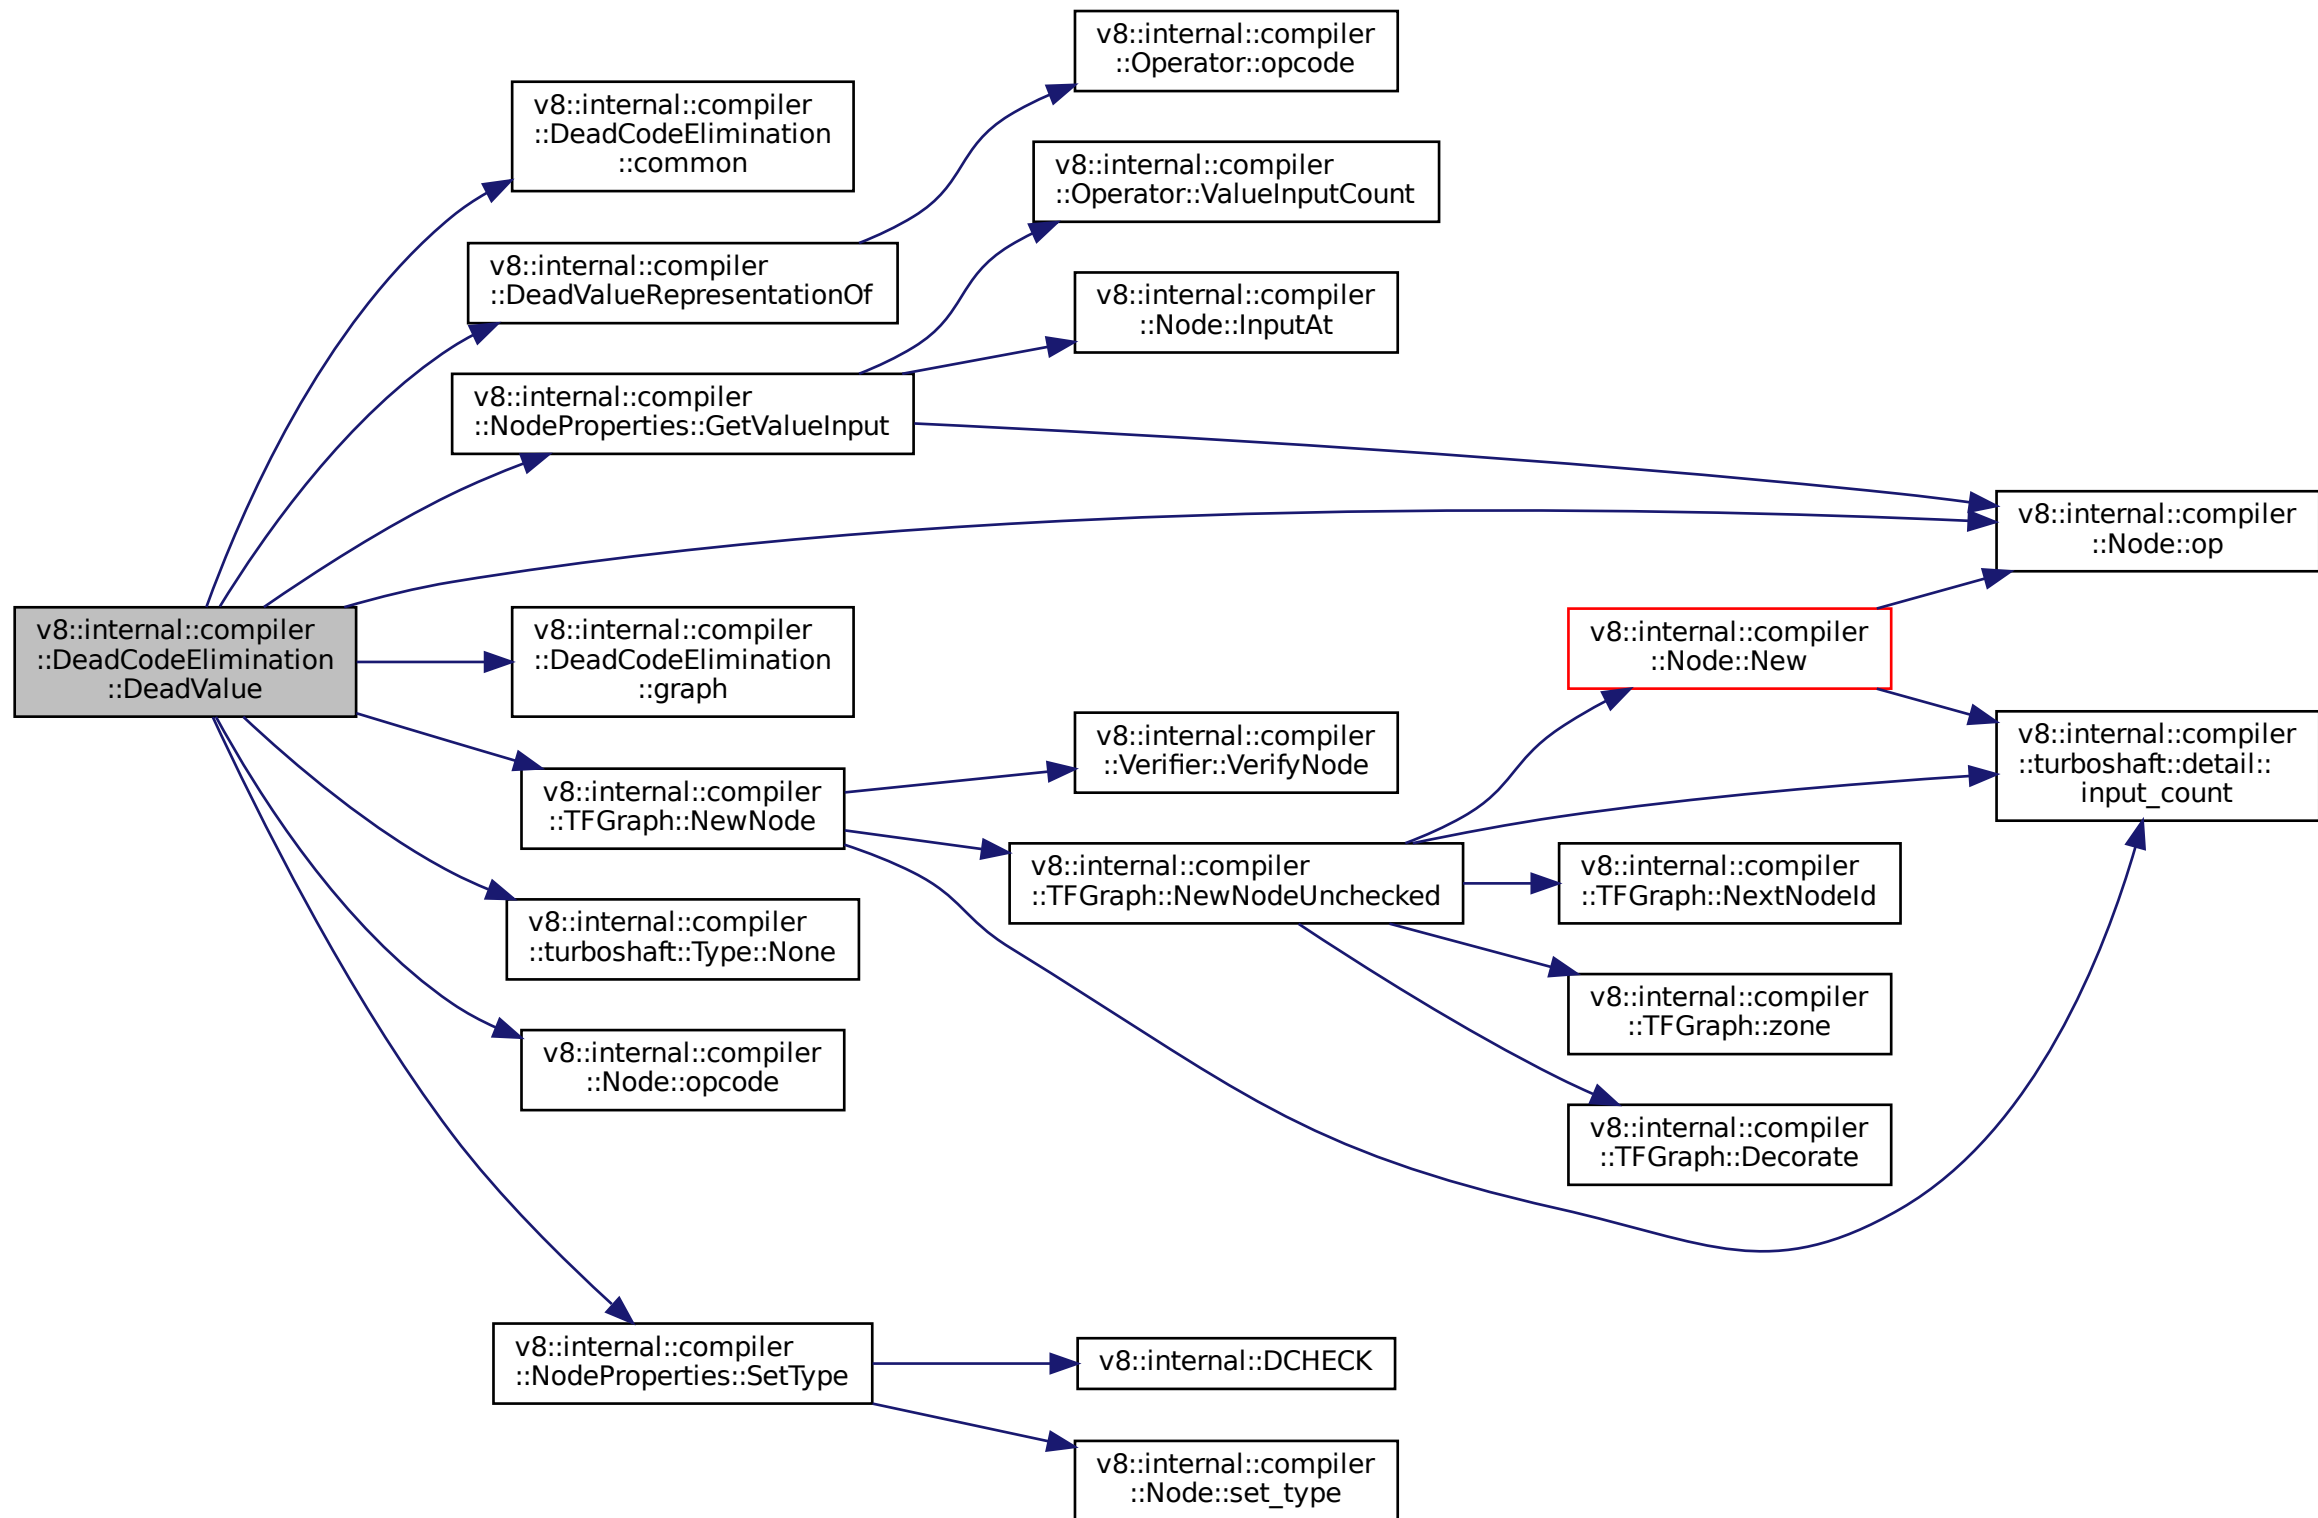 v8::internal::compiler
::DeadCodeElimination
::DeadValue
v8::internal::compiler
::DeadCodeElimination
::common
v8::internal::compiler
::DeadValueRepresentationOf
v8::internal::compiler
::NodeProperties::GetValueInput
v8::internal::compiler
::DeadCodeElimination
::graph
v8::internal::compiler
::TFGraph::NewNode
v8::internal::compiler
::turboshaft::Type::None
v8::internal::compiler
::Node::opcode
v8::internal::compiler
::NodeProperties::SetType
v8::internal::compiler
::Operator::opcode
v8::internal::compiler
::Operator::ValueInputCount
v8::internal::compiler
::Node::InputAt
v8::internal::compiler
::Verifier::VerifyNode
v8::internal::compiler
::TFGraph::NewNodeUnchecked
v8::internal::DCHECK
v8::internal::compiler
::Node::set_type
v8::internal::compiler
::Node::New
v8::internal::compiler
::TFGraph::NextNodeId
v8::internal::compiler
::TFGraph::zone
v8::internal::compiler
::TFGraph::Decorate
v8::internal::compiler
::Node::op
v8::internal::compiler
::turboshaft::detail::
input_count